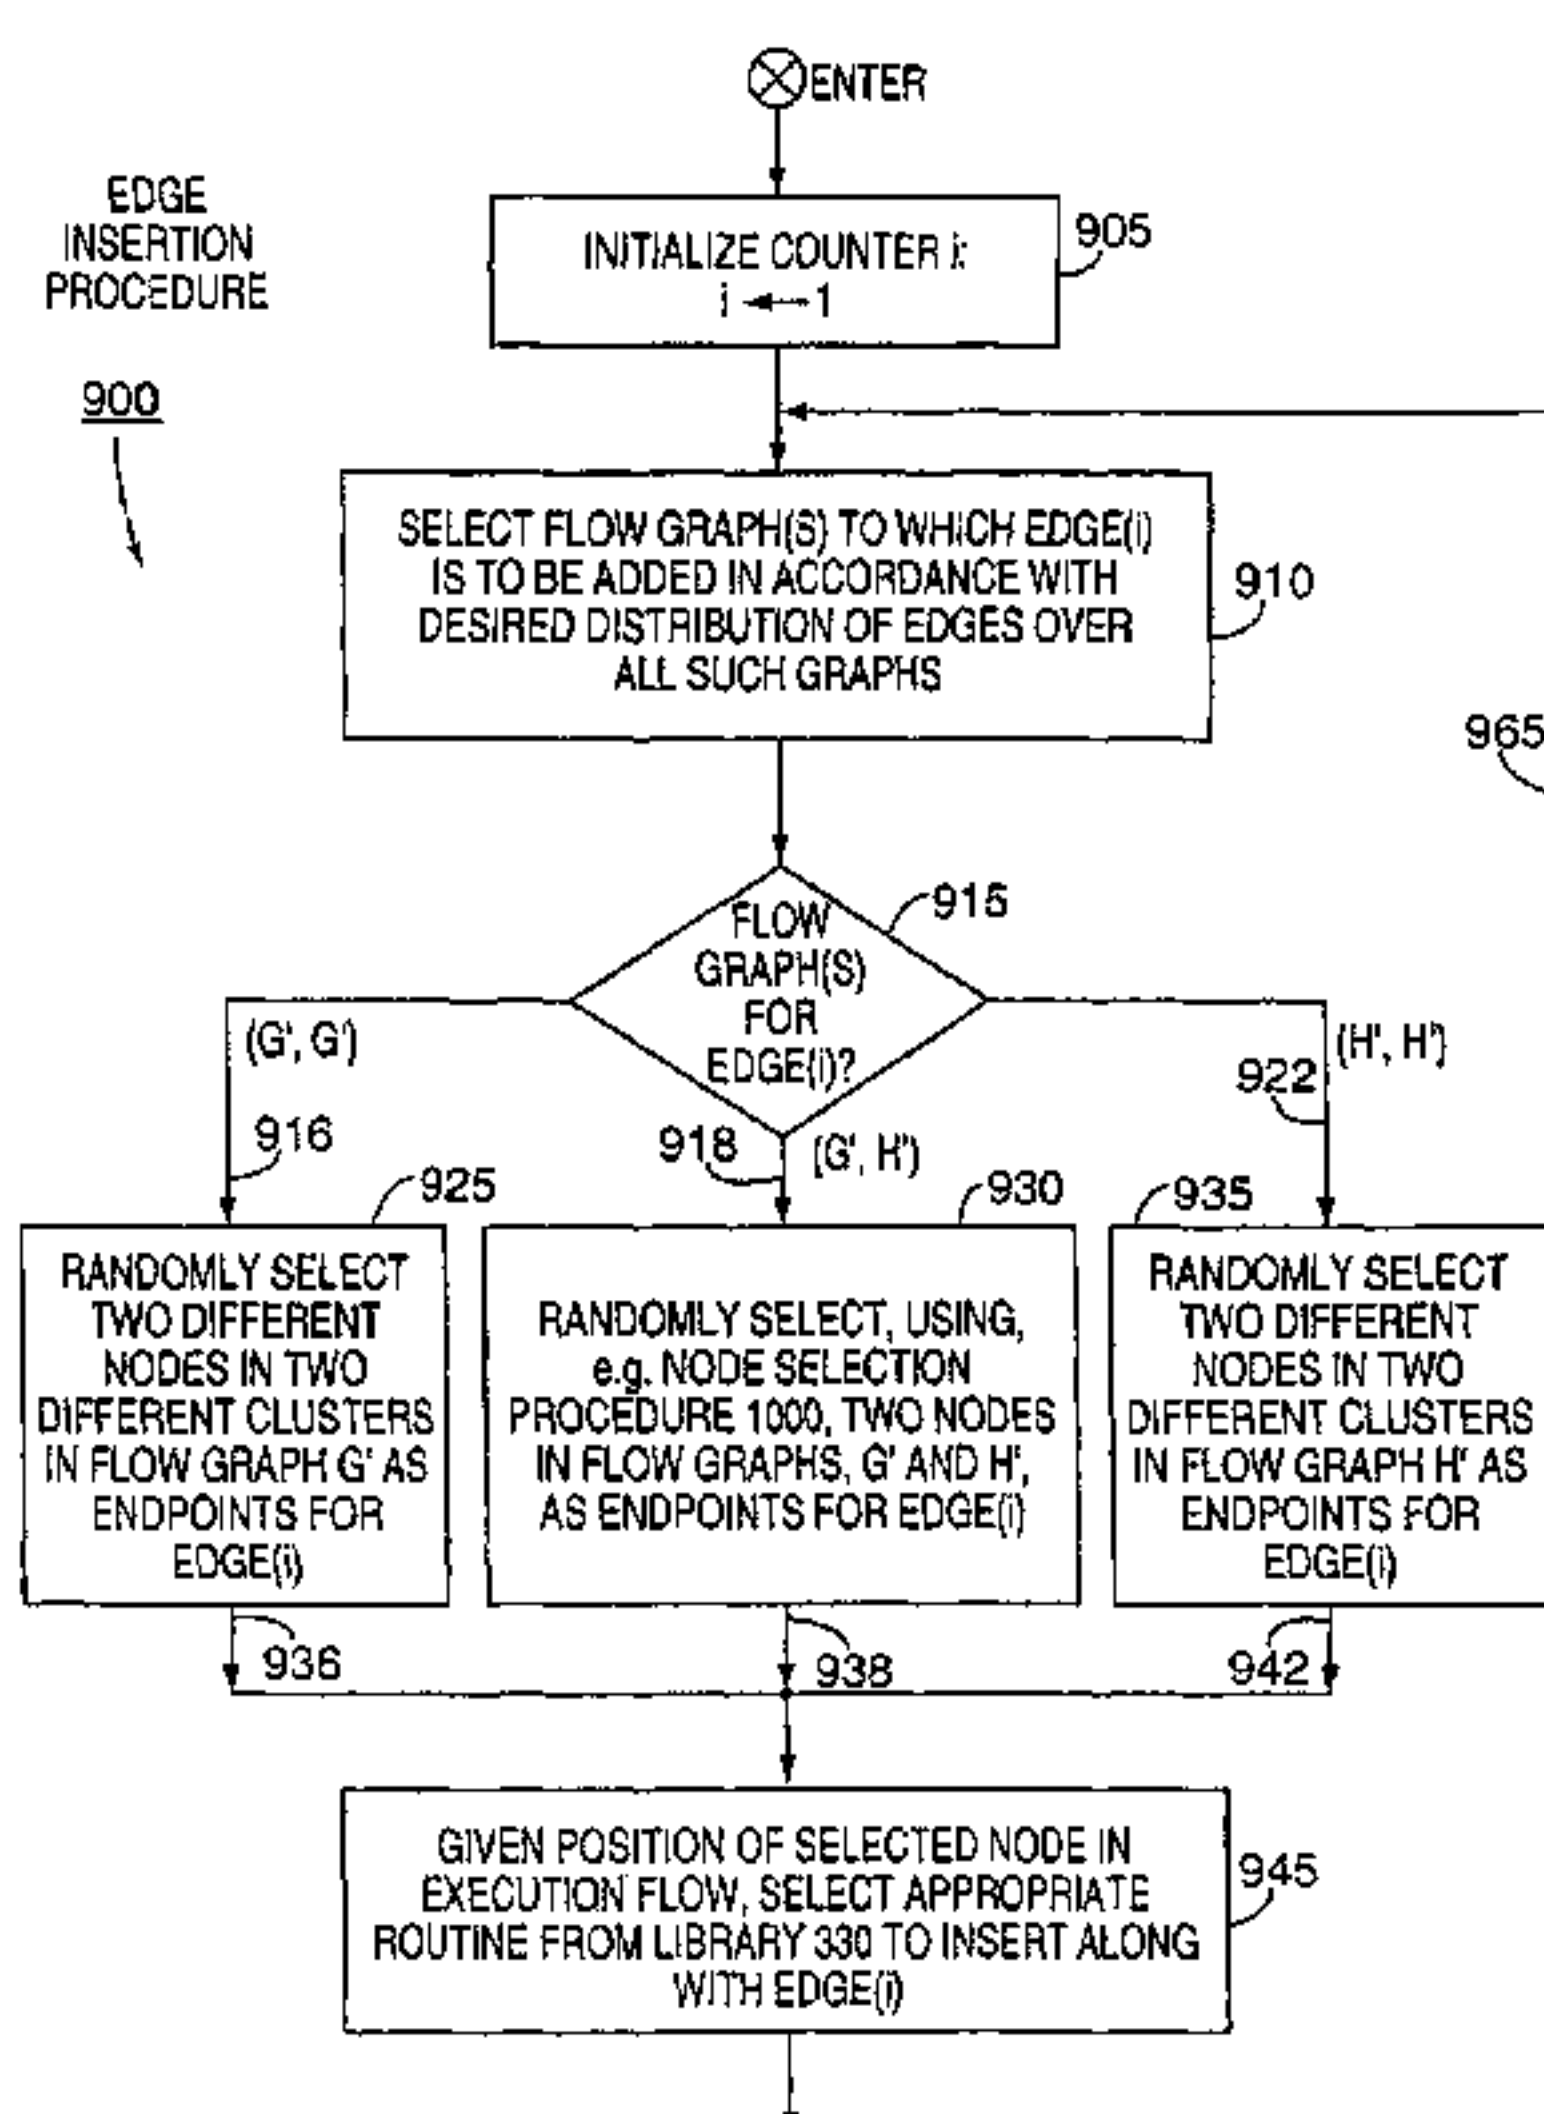 ENTER
EDGE
INSERTION
PROCEDURE
900
INITIALIZE COUNTER i:
i ← 1
905
SELECT FLOW GRAPH(S) TO WHICH EDGE(i)
IS TO BE ADDED IN ACCORDANCE WITH
DESIRED DISTRIBUTION OF EDGES OVER
ALL SUCH GRAPHS
910
965
FLOW
GRAPH(S)
FOR
EDGE(i)?
915
(G', G')
916
918
(G', H')
(H', H')
922
925
RANDOMLY SELECT
TWO DIFFERENT
NODES IN TWO
DIFFERENT CLUSTERS
IN FLOW GRAPH G' AS
ENDPOINTS FOR
EDGE(i)
930
RANDOMLY SELECT, USING,
e.g. NODE SELECTION
PROCEDURE 1000, TWO NODES
IN FLOW GRAPHS, G' AND H',
AS ENDPOINTS FOR EDGE(i)
935
RANDOMLY SELECT
TWO DIFFERENT
NODES IN TWO
DIFFERENT CLUSTERS
IN FLOW GRAPH H' AS
ENDPOINTS FOR
EDGE(i)
936
938
942
GIVEN POSITION OF SELECTED NODE IN
EXECUTION FLOW, SELECT APPROPRIATE
ROUTINE FROM LIBRARY 330 TO INSERT ALONG
WITH EDGE(i)
945